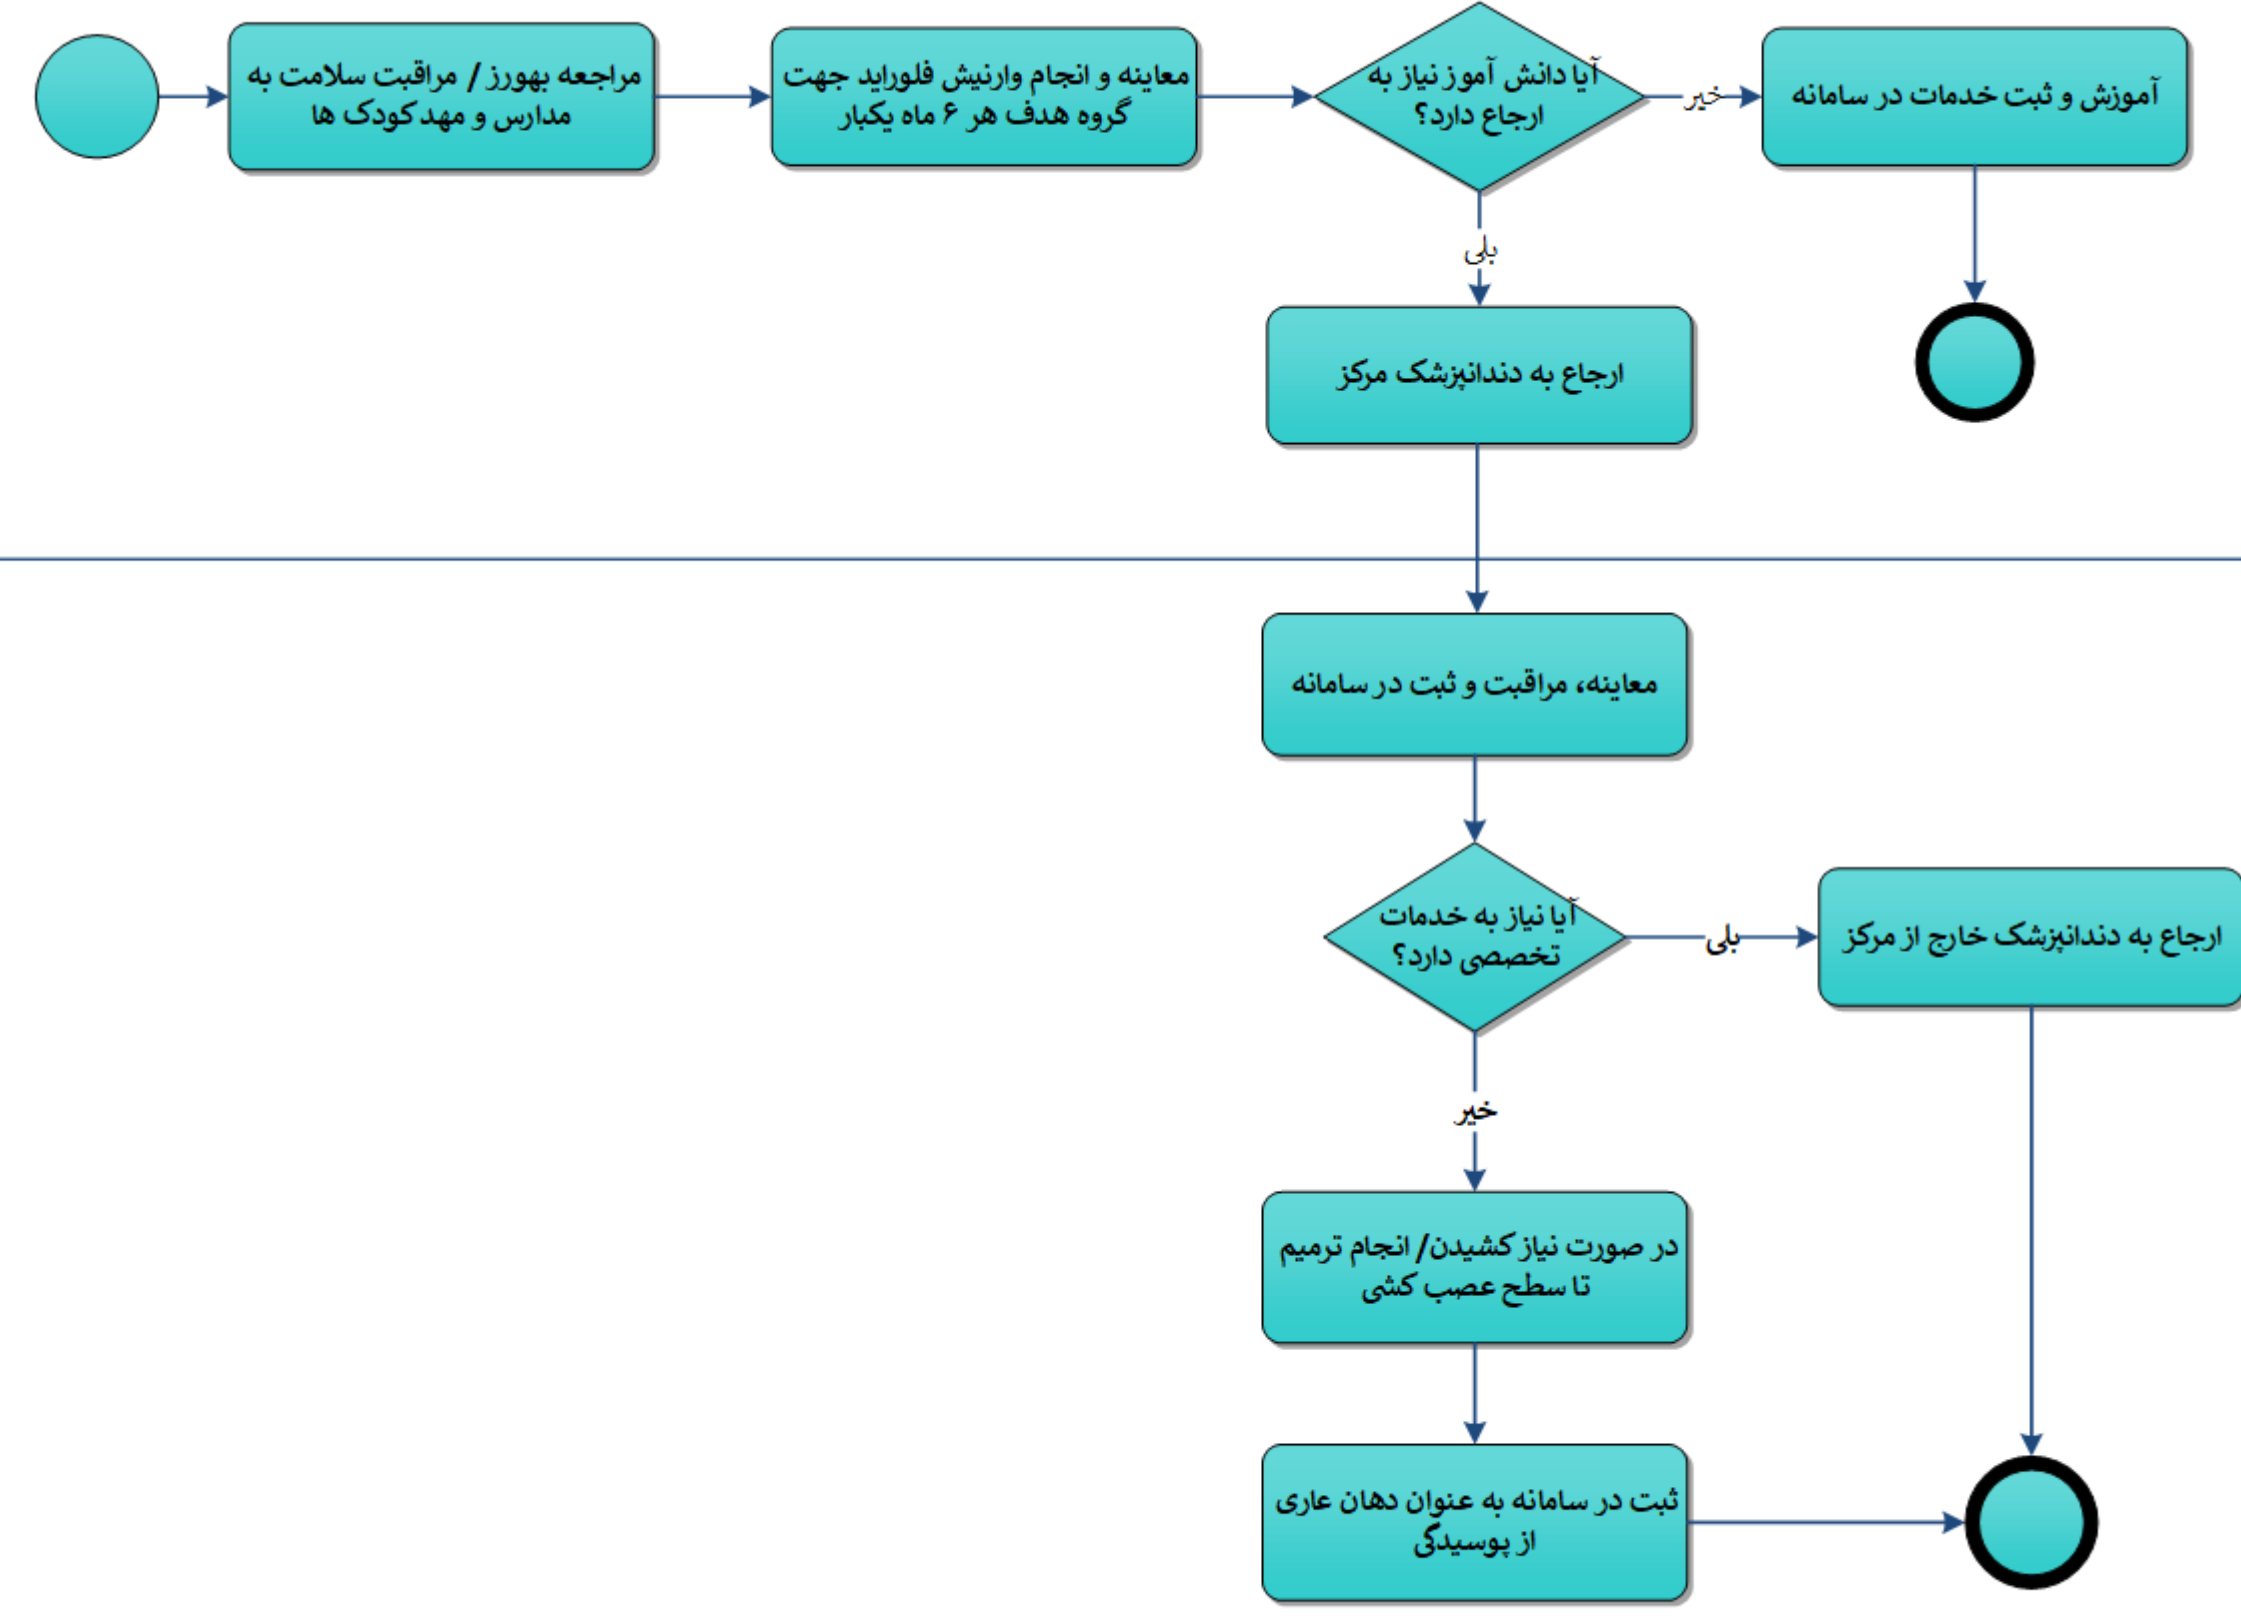 مراجعه بهورز / مراقبت سلامت به
مدارس و مهد کودک ها
معاینه و انجام وارنیش فلوراید جهت
گروه هدف هر ۶ ماه یکبار
آیا دانش آموز نیاز به
ارجاع دارد؟
خیر
آموزش و ثبت خدمات در سامانه
بلی
ارجاع به دندانپزشک مرکز
معاینه، مراقبت و ثبت در سامانه
آیا نیاز به خدمات
تخصصی دارد؟
بلی
ارجاع به دندانپزشک خارج از مرکز
خیر
در صورت نیاز کشیدن/ انجام ترمیم
تا سطح عصب کشی
ثبت در سامانه به عنوان دهان عاری
از پوسیدگی